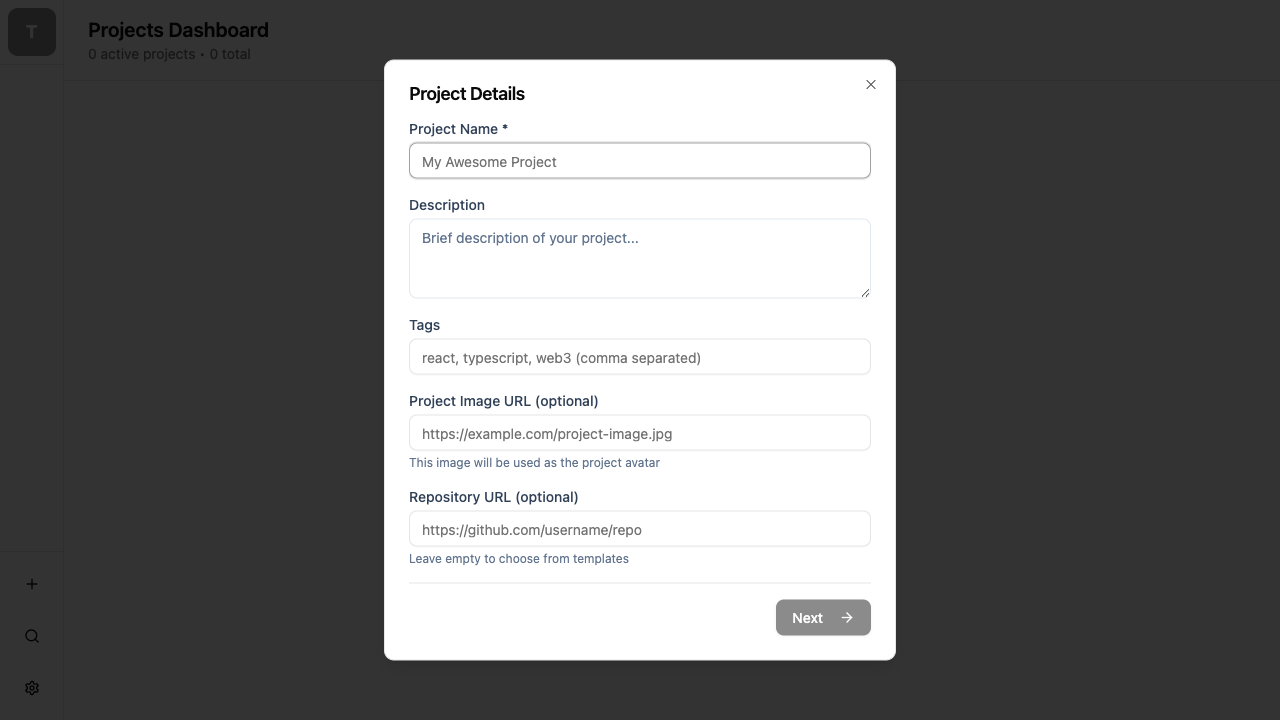 T
Projects Dashboard
0 active projects • 0 total
Project Details
Project Name *
My Awesome Project
Description
Brief description of your project...
Tags
react, typescript, web3 (comma separated)
Project Image URL (optional)
https://example.com/project-image.jpg
This image will be used as the project avatar
Repository URL (optional)
https://github.com/username/repo
Leave empty to choose from templates
Next